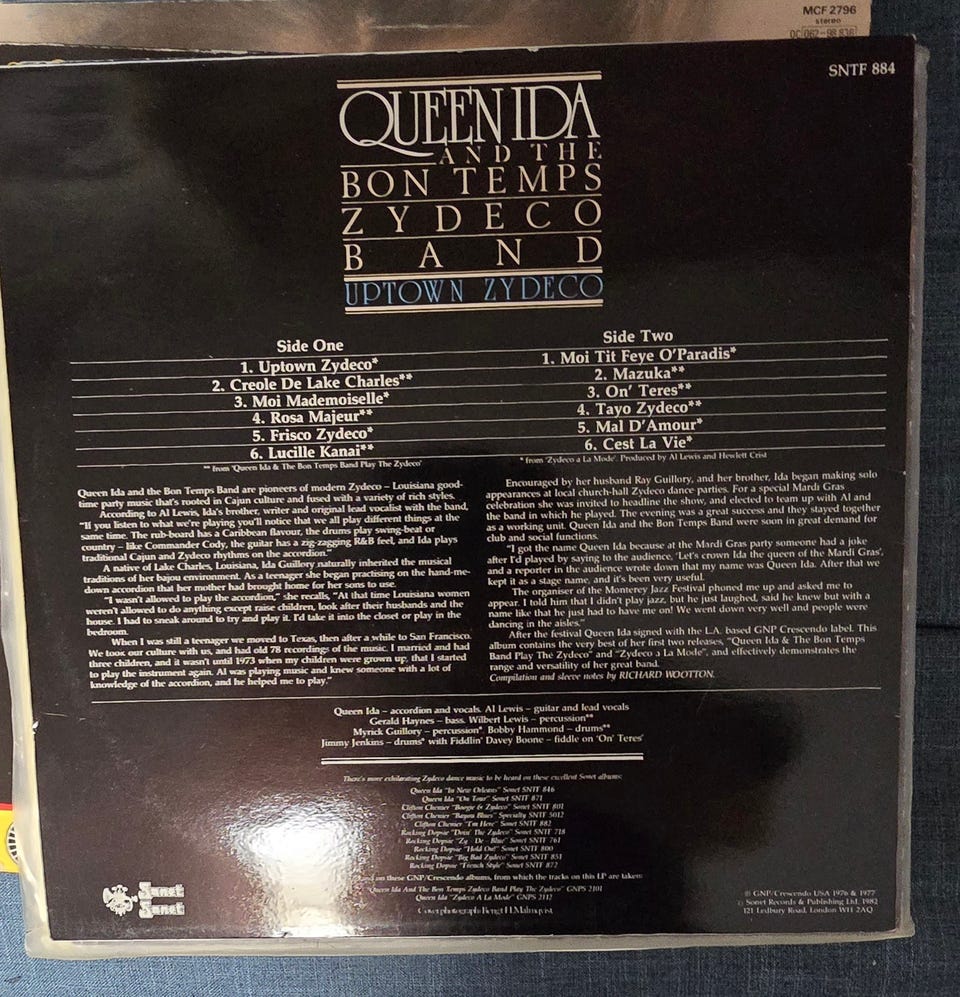 MCF 2796
stereo
OC 062-98 836
SNTF 884
QUEEN IDA
AND THE
BON TEMPS
ZYDECO
BAND
UPTOWN ZYDECO
Side One
1. Uptown Zydeco*
2. Creole De Lake Charles**
3. Moi Mademoiselle*
4. Rosa Majeur**
5. Frisco Zydeco*
6. Lucille Kanai**
** from 'Queen Ida & The Bon Temps Band Play The Zydeco'
Side Two
1. Moi Tit Feye O'Paradis*
2. Mazuka**
3. On' Teres**
4. Tayo Zydeco**
5. Mal D'Amour*
6. Cest La Vie*
* from 'Zydeco a La Mode'. Produced by Al Lewis and Hewlett Crist
Queen Ida and the Bon Temps Band are pioneers of modern Zydeco – Louisiana good-
time party music that's rooted in Cajun culture and fused with a variety of rich styles.
According to Al Lewis, Ida's brother, writer and original lead vocalist with the band,
"If you listen to what we're playing you'll notice that we all play different things at the
same time. The rub-board has a Caribbean flavour, the drums play swing-beat or
country – like Commander Cody, the guitar has a zig-zagging R&B feel, and Ida plays
traditional Cajun and Zydeco rhythms on the accordion."
A native of Lake Charles, Louisiana, Ida Guillory naturally inherited the musical
traditions of her bajou environment. As a teenager she began practising on the hand-me-
down accordion that her mother had brought home for her sons to use.
"I wasn't allowed to play the accordion," she recalls, "At that time Louisiana women
weren't allowed to do anything except raise children, look after their husbands and the
house. I had to sneak around to try and play it. I'd take it into the closet or play in the
bedroom.
When I was still a teenager we moved to Texas, then after a while to San Francisco.
We took our culture with us, and had old 78 recordings of the music. I married and had
three children, and it wasn't until 1973 when my children were grown up, that I started
to play the instrument again. Al was playing music and knew someone with a lot of
knowledge of the accordion, and he helped me to play."
Encouraged by her husband Ray Guillory, and her brother, Ida began making solo
appearances at local church-hall Zydeco dance parties. For a special Mardi Gras
celebration she was invited to headline the show, and elected to team up with Al and
the band in which he played. The evening was a great success and they stayed together
as a working unit. Queen Ida and the Bon Temps Band were soon in great demand for
club and social functions.
"I got the name Queen Ida because at the Mardi Gras party someone had a joke
after I'd played by saying to the audience, 'Let's crown Ida the queen of the Mardi Gras',
and a reporter in the audience wrote down that my name was Queen Ida. After that we
kept it as a stage name, and it's been very useful.
The organiser of the Monterey Jazz Festival phoned me up and asked me to
appear. I told him that I didn't play jazz, but he just laughed, said he knew but with a
name like that he just had to have me on! We went down very well and people were
dancing in the aisles."
After the festival Queen Ida signed with the L.A. based GNP Crescendo label. This
album contains the very best of her first two releases, "Queen Ida & The Bon Temps
Band Play The Zydeco" and "Zydeco a La Mode", and effectively demonstrates the
range and versatility of her great band.
Compilation and sleeve notes by RICHARD WOOTTON.
Queen Ida – accordion and vocals. Al Lewis – guitar and lead vocals
Gerald Haynes – bass. Wilbert Lewis – percussion**
Myrick Guillory – percussion*. Bobby Hammond – drums**
Jimmy Jenkins – drums* with Fiddlin' Davey Boone – fiddle on 'On' Teres'
There's more exhilarating Zydeco dance music to be heard on these excellent Sonet albums:
Queen Ida "In New Orleans" Sonet SNTF 846
Queen Ida "On Tour" Sonet SNTF 871
Clifton Chenier "Boogie & Zydeco" Sonet SNTF 801
Clifton Chenier "Bayou Blues" Specialty SNTF 5012
Clifton Chenier "I'm Here" Sonet SNTF 882
Rocking Dopsie "Doin' The Zydeco" Sonet SNTF 718
Rocking Dopsie "Zy - De - Blue" Sonet SNTF 761
Rocking Dopsie "Hold On!" Sonet SNTF 800
Rocking Dopsie "Big Bad Zydeco" Sonet SNTF 851
Rocking Dopsie "French Style" Sonet SNTF 872
and on these GNP/Crescendo albums, from which the tracks on this LP are taken:
"Queen Ida And The Bon Temps Zydeco Band Play The Zydeco" GNPS 2101
Queen Ida "Zydeco A La Mode" GNPS 2112
Cover photograph: Bengt H. Malmqvist
Sonet
Sonet
℗ GNP/Crescendo USA 1976 & 1977
© Sonet Records & Publishing Ltd. 1982
121 Ledbury Road, London W11 2AQ